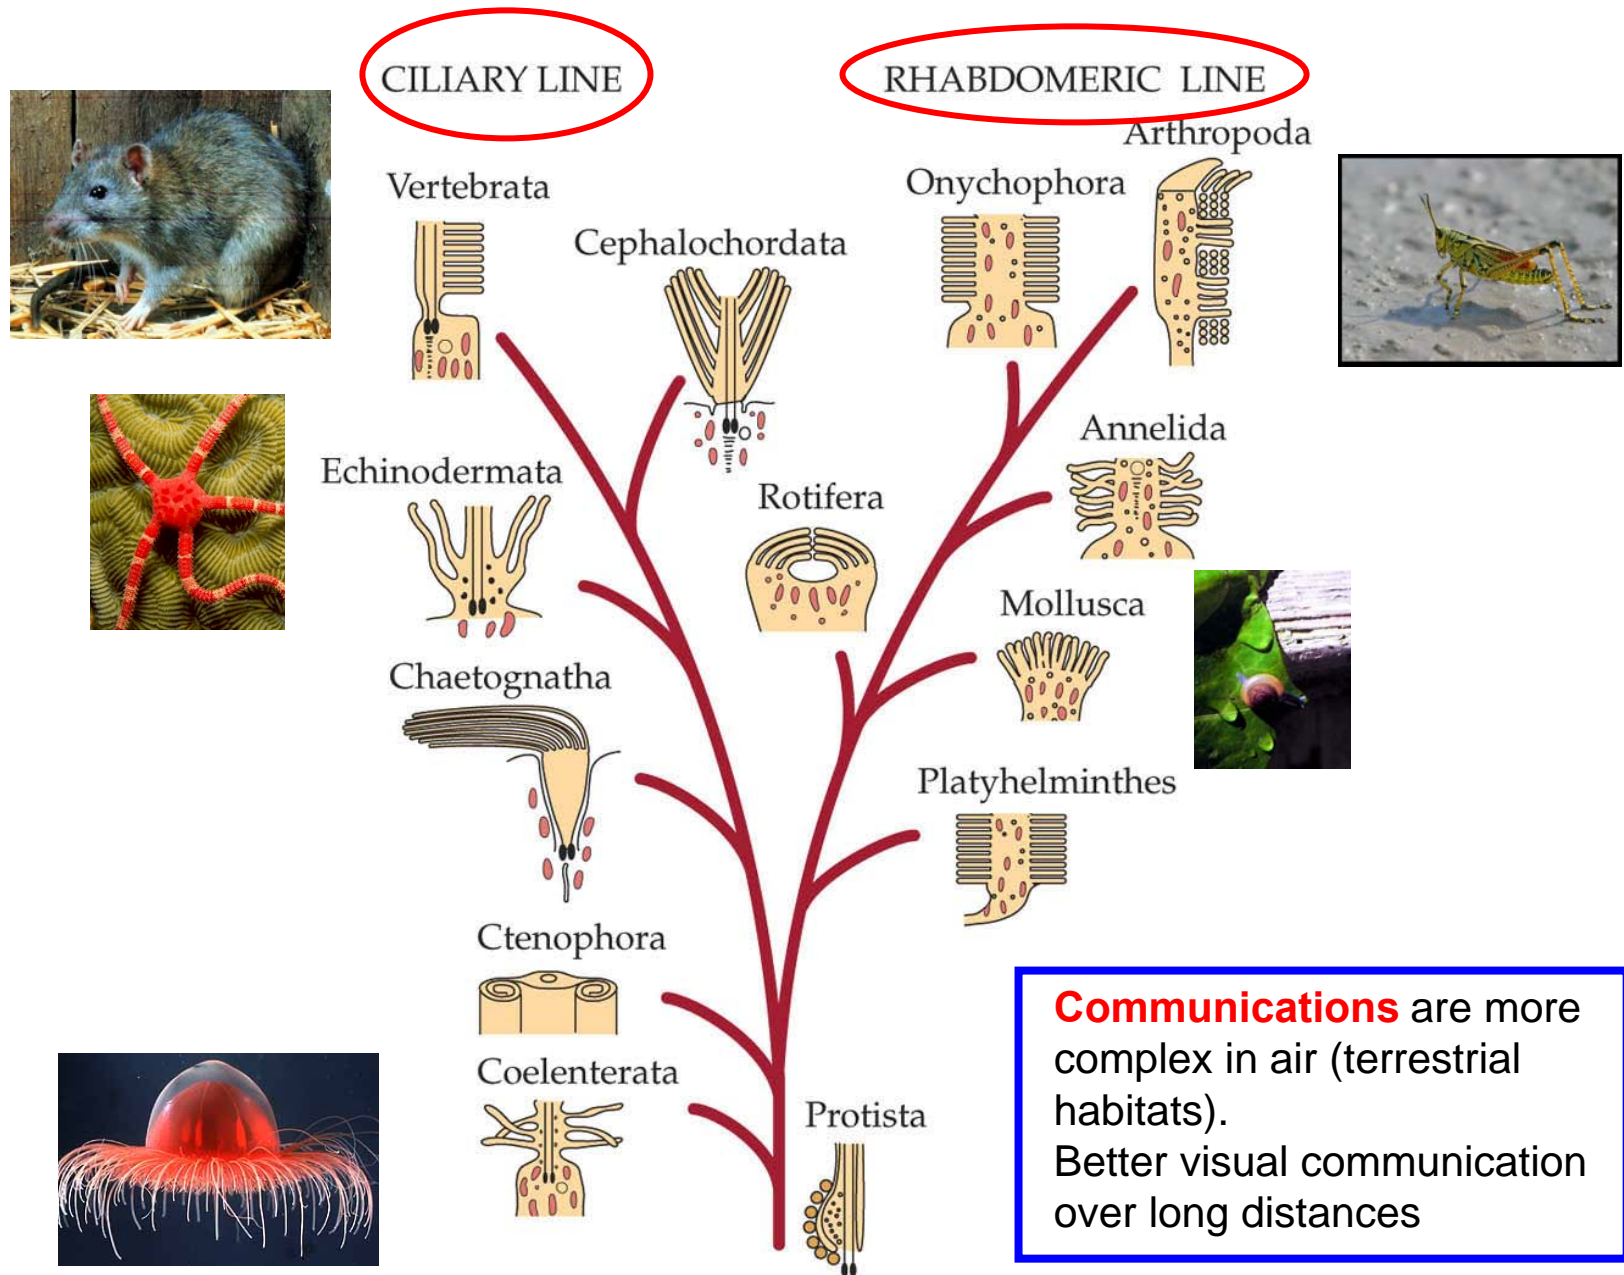 CILIARY LINE
RHABDOMERIC LINE
Arthropoda
Vertebrata
Onychophora
Cephalochordata
Annelida
Echinodermata
Rotifera
Mollusca
Chaetognatha
Platyhelminthes
Ctenophora
Coelenterata
Protista
Communications are more
complex in air (terrestrial
habitats).
Better visual communication
over long distances